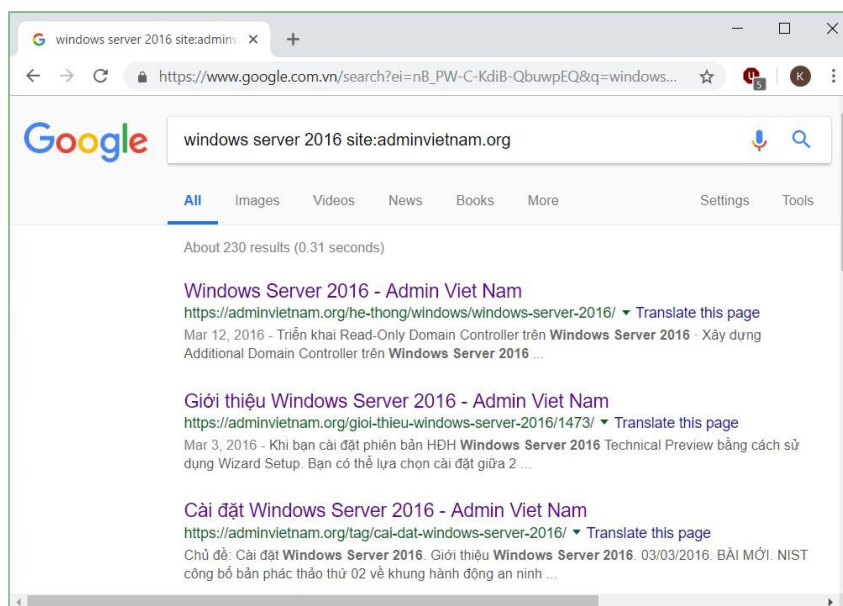 windows server 2016 site:adminv
https://www.google.com.vn/search?ei=nB_PW-C-KdiB-QbuwpEQ&q=windows...
5
K
Google
windows server 2016 site:adminvietnam.org
All Images Videos News Books More Settings Tools
About 230 results (0.31 seconds)
Windows Server 2016 - Admin Viet Nam
https://adminvietnam.org/he-thong/windows/windows-server-2016/ ▼ Translate this page
Mar 12, 2016 - Triển khai Read-Only Domain Controller trên Windows Server 2016 · Xây dựng
Additional Domain Controller trên Windows Server 2016 ...
Giới thiệu Windows Server 2016 - Admin Viet Nam
https://adminvietnam.org/gioi-thieu-windows-server-2016/1473/ ▼ Translate this page
Mar 3, 2016 - Khi bạn cài đặt phiên bản HĐH Windows Server 2016 Technical Preview bằng cách sử
dụng Wizard Setup. Bạn có thể lựa chọn cài đặt giữa 2 ...
Cài đặt Windows Server 2016 - Admin Viet Nam
https://adminvietnam.org/tag/cai-dat-windows-server-2016/ ▼ Translate this page
Chủ đề: Cài đặt Windows Server 2016. Giới thiệu Windows Server 2016. 03/03/2016. BÀI MỚI. NIST
công bố bản phác thảo thứ 02 về khung hành động an ninh ...